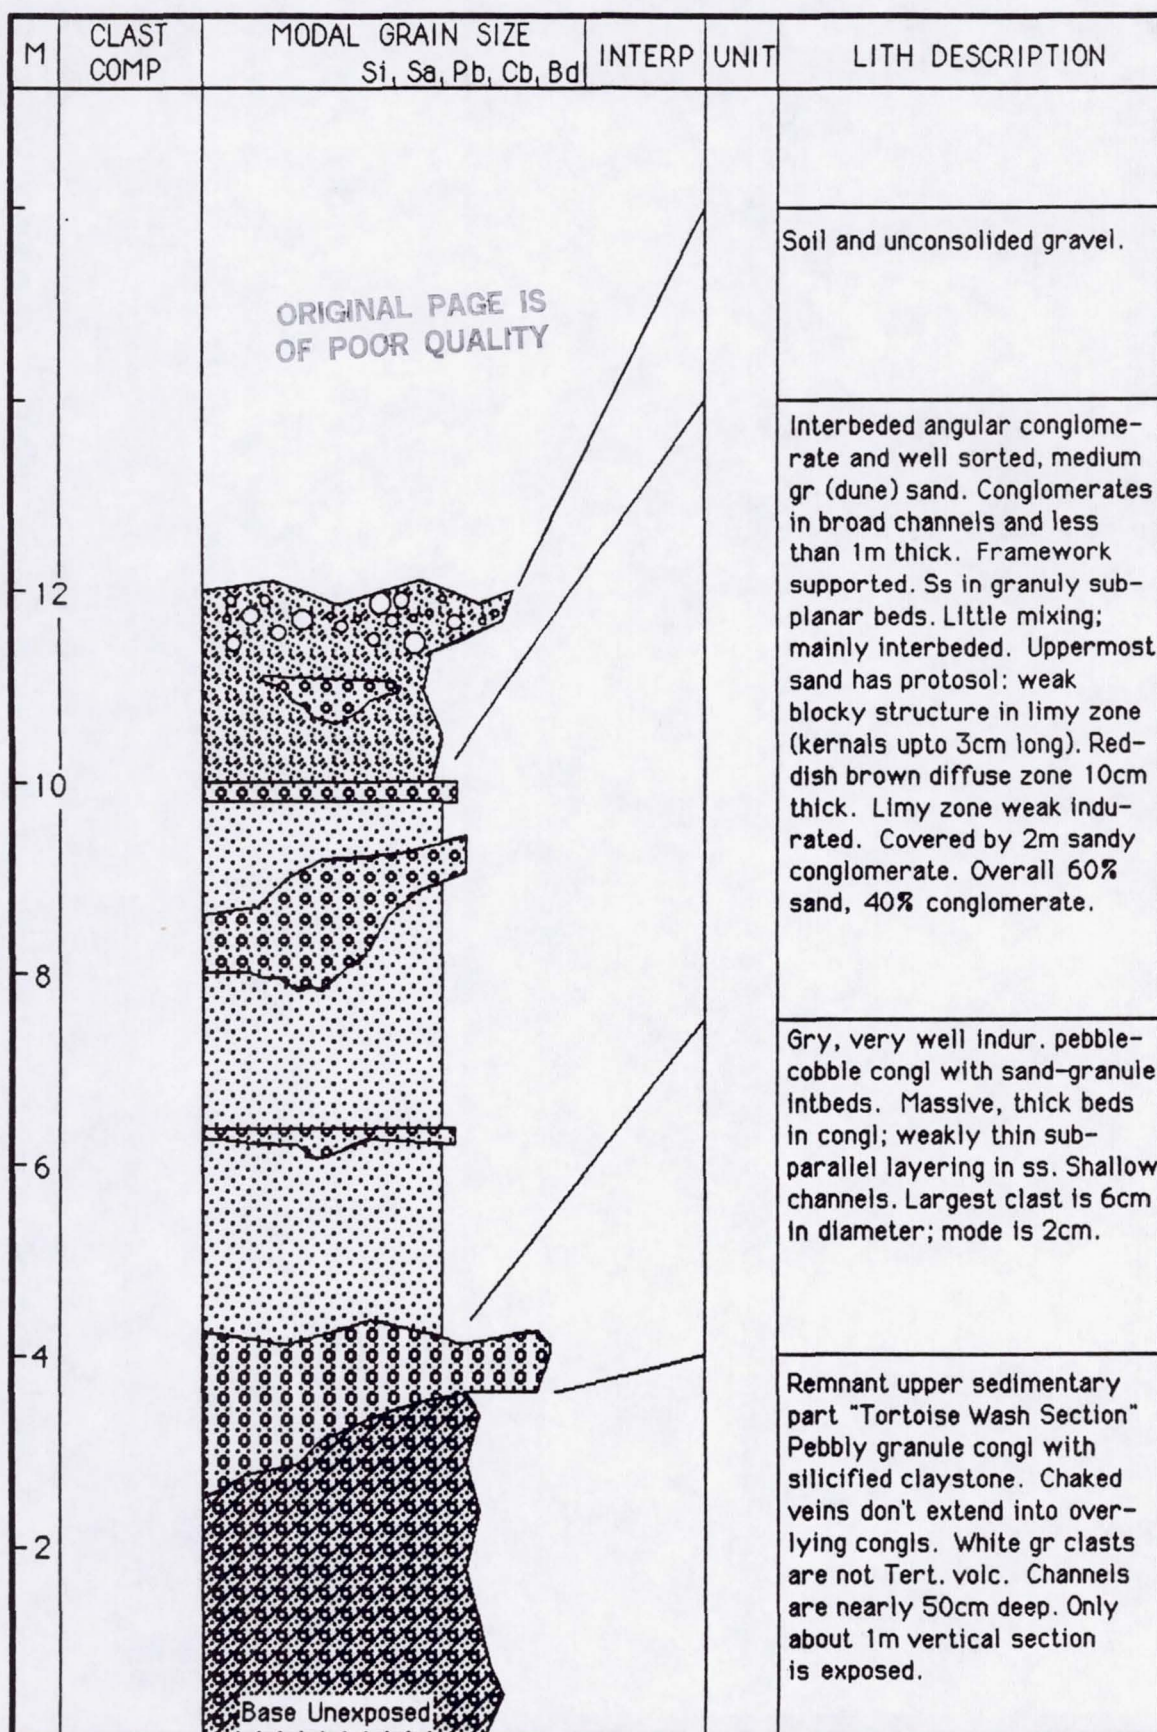 M
CLAST
COMP
MODAL GRAIN SIZE
Si, Sa, Pb, Cb, Bd
INTERP
UNIT
LITH DESCRIPTION
Soil and unconsolided gravel.
ORIGINAL PAGE IS
OF POOR QUALITY
Interbeded angular conglome-
rate and well sorted, medium
gr (dune) sand. Conglomerates
in broad channels and less
than 1m thick. Framework
supported. Ss in granuly sub-
planar beds. Little mixing;
mainly interbeded. Uppermost
sand has protosol: weak
blocky structure in limy zone
(kernals upto 3cm long). Red-
dish brown diffuse zone 10cm
thick. Limy zone weak indu-
rated. Covered by 2m sandy
conglomerate. Overall 60%
sand, 40% conglomerate.
12
10
8
6
4
2
Gry, very well indur. pebble-
cobble congl with sand-granule
intbeds. Massive, thick beds
in congl; weakly thin sub-
parallel layering in ss. Shallow
channels. Largest clast is 6cm
in diameter; mode is 2cm.
Remnant upper sedimentary
part "Tortoise Wash Section"
Pebbly granule congl with
silicified claystone. Chaked
veins don't extend into over-
lying congls. White gr clasts
are not Tert. volc. Channels
are nearly 50cm deep. Only
about 1m vertical section
is exposed.
Base Unexposed